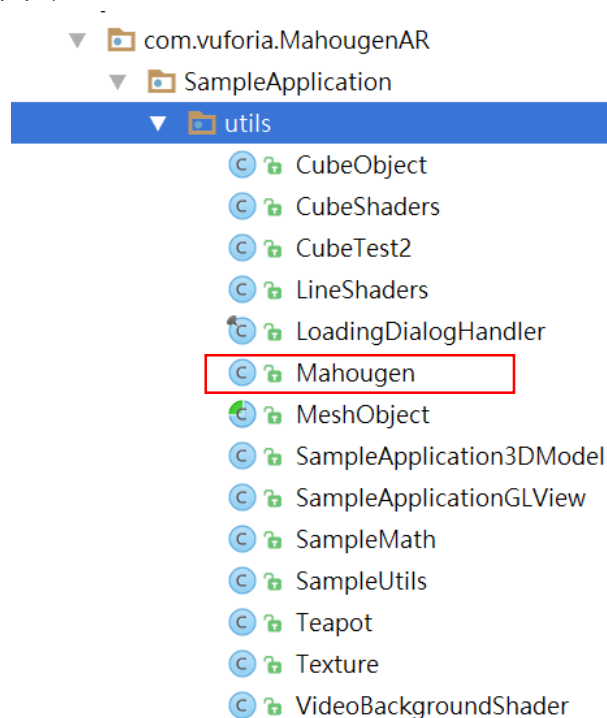 com.vuforia.MahougenAR
SampleApplication
utils
CubeObject
CubeShaders
CubeTest2
LineShaders
LoadingDialogHandler
Mahougen
MeshObject
SampleApplication3DModel
SampleApplicationGLView
SampleMath
SampleUtils
Teapot
Texture
VideoBackgroundShader